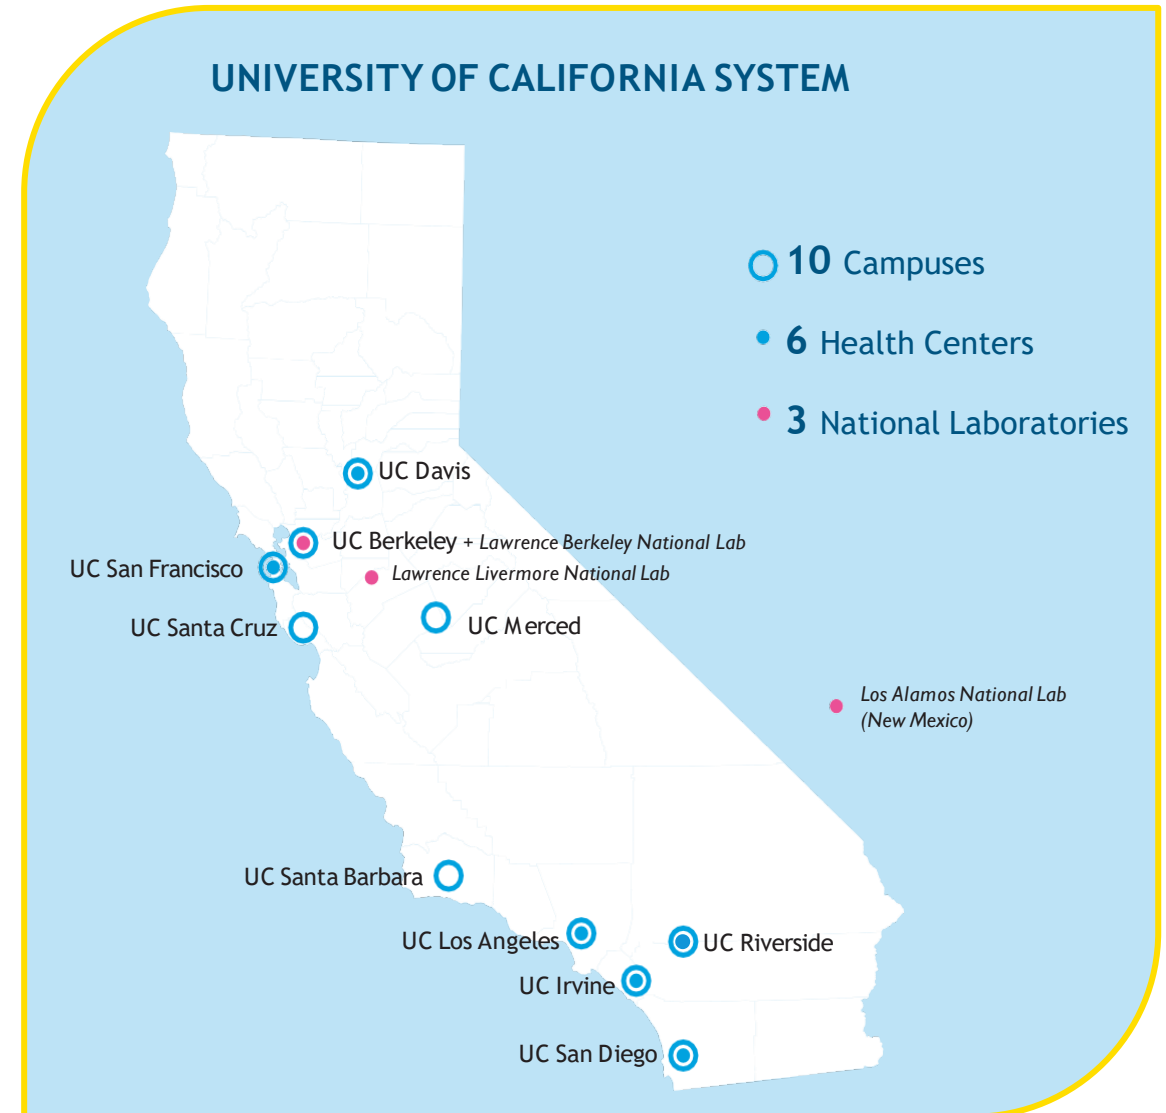 UNIVERSITY OF CALIFORNIA SYSTEM
10 Campuses
6 Health Centers
3 National Laboratories
UC Davis
UC Berkeley + Lawrence Berkeley National Lab
UC San Francisco
Lawrence Livermore National Lab
UC Santa Cruz
UC Merced
Los Alamos National Lab
(New Mexico)
UC Santa Barbara
UC Los Angeles
UC Riverside
UC Irvine
UC San Diego